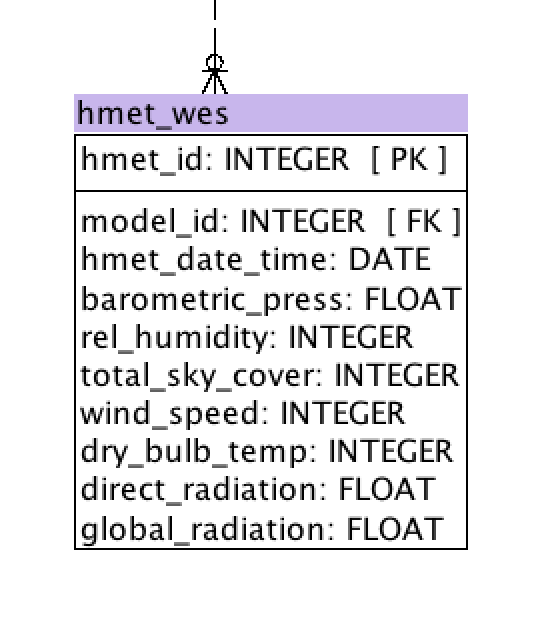 hmet_wes
hmet_id: INTEGER [ PK ]
model_id: INTEGER [ FK ]
hmet_date_time: DATE
barometric_press: FLOAT
rel_humidity: INTEGER
total_sky_cover: INTEGER
wind_speed: INTEGER
dry_bulb_temp: INTEGER
direct_radiation: FLOAT
global_radiation: FLOAT